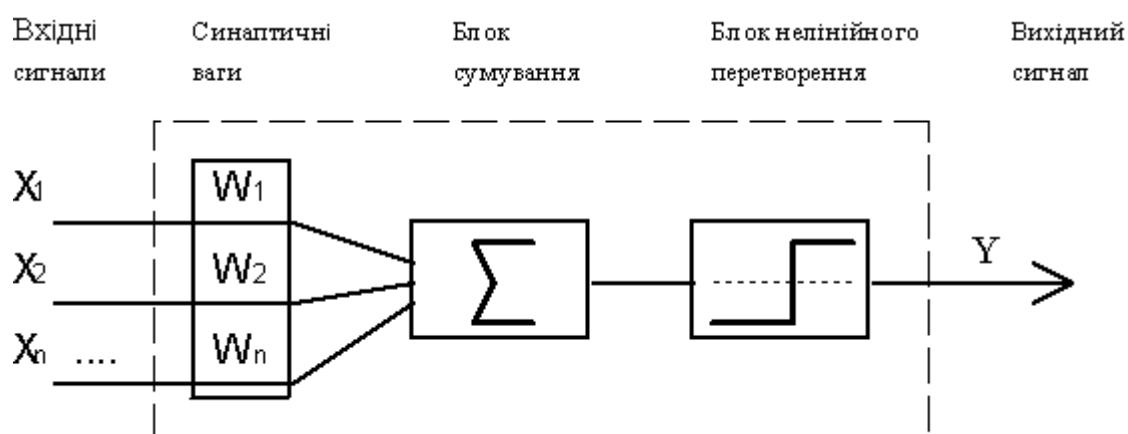 Вхідні сигнали
Синаптичні ваги
Блок сумування
Блок нелінійного перетворення
Вихідний сигнал
X1
W1
X2
W2
Xn ....
Wn
Σ
Y